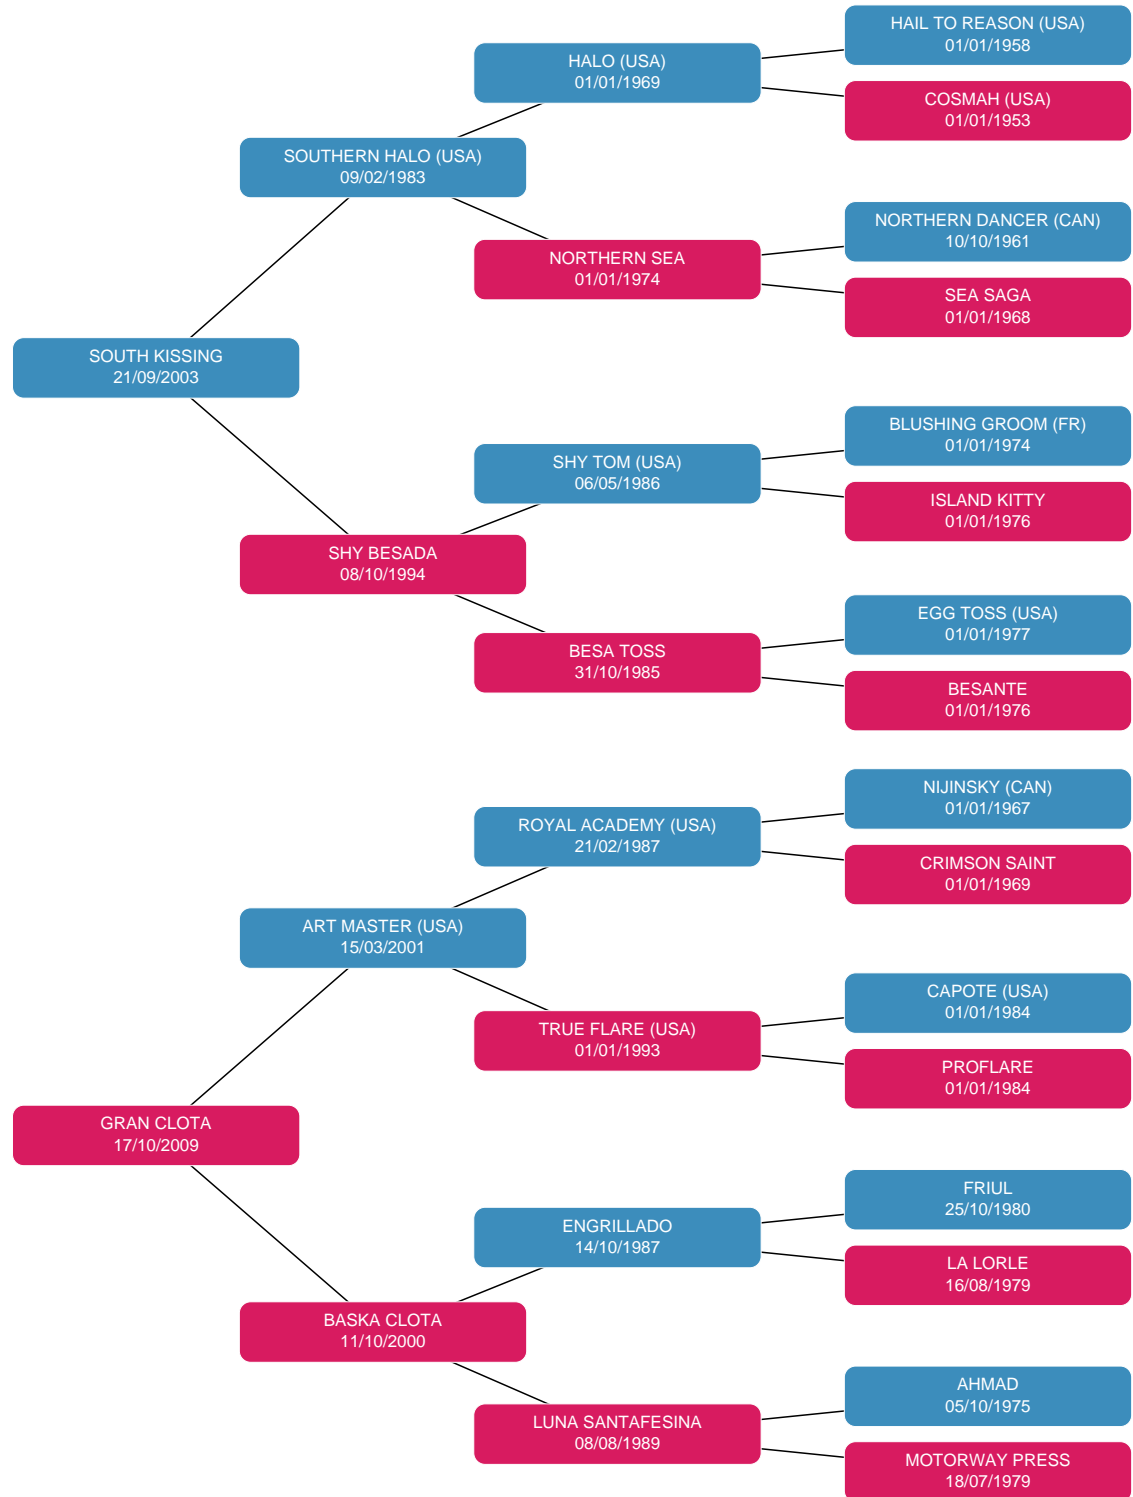 HAIL TO REASON (USA)
01/01/1958
HALO (USA)
01/01/1969
COSMAH (USA)
01/01/1953
SOUTHERN HALO (USA)
09/02/1983
NORTHERN DANCER (CAN)
10/10/1961
NORTHERN SEA
01/01/1974
SEA SAGA
01/01/1968
SOUTH KISSING
21/09/2003
BLUSHING GROOM (FR)
01/01/1974
SHY TOM (USA)
06/05/1986
ISLAND KITTY
01/01/1976
SHY BESADA
08/10/1994
EGG TOSS (USA)
01/01/1977
BESA TOSS
31/10/1985
BESANTE
01/01/1976
NIJINSKY (CAN)
01/01/1967
ROYAL ACADEMY (USA)
21/02/1987
CRIMSON SAINT
01/01/1969
ART MASTER (USA)
15/03/2001
CAPOTE (USA)
01/01/1984
TRUE FLARE (USA)
01/01/1993
PROFLARE
01/01/1984
GRAN CLOTA
17/10/2009
FRIUL
25/10/1980
ENGRILLADO
14/10/1987
LA LORLE
16/08/1979
BASKA CLOTA
11/10/2000
AHMAD
05/10/1975
LUNA SANTAFESINA
08/08/1989
MOTORWAY PRESS
18/07/1979